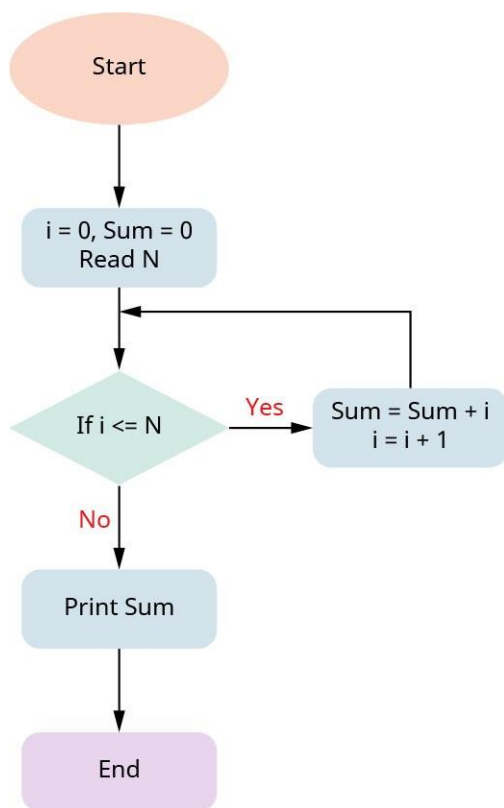 Start
i = 0, Sum = 0
Read N
If i <= N
Yes
Sum = Sum + i
i = i + 1
No
Print Sum
End